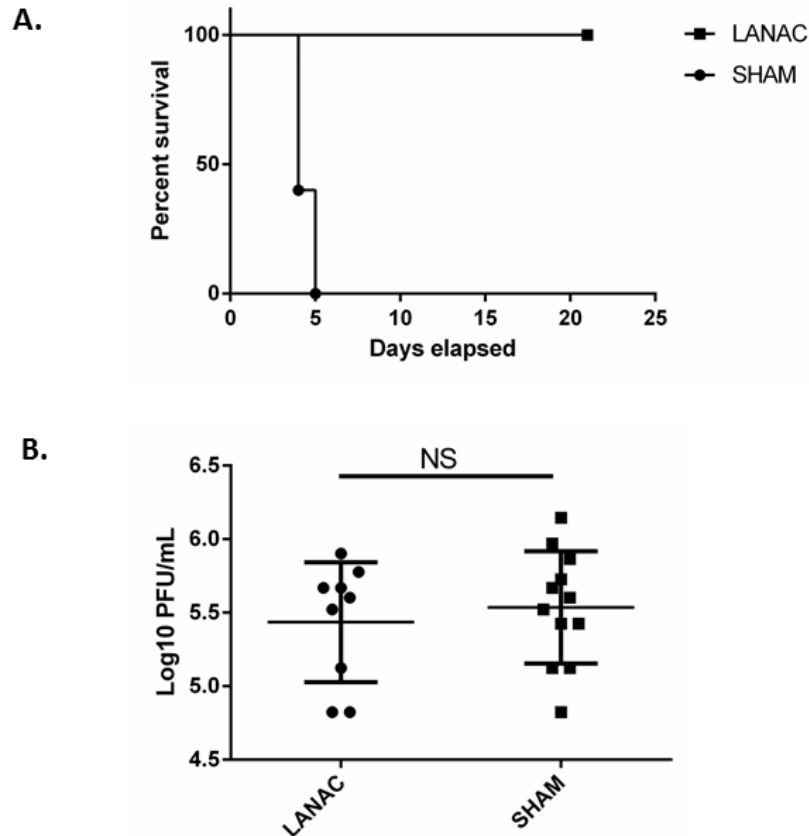 A.
100
50
0
Percent survival
0 5 10 15 20 25
Days elapsed
LANAC
SHAM
B.
NS
6.5
6.0
5.5
5.0
4.5
Log10 PFU/mL
LANAC
SHAM